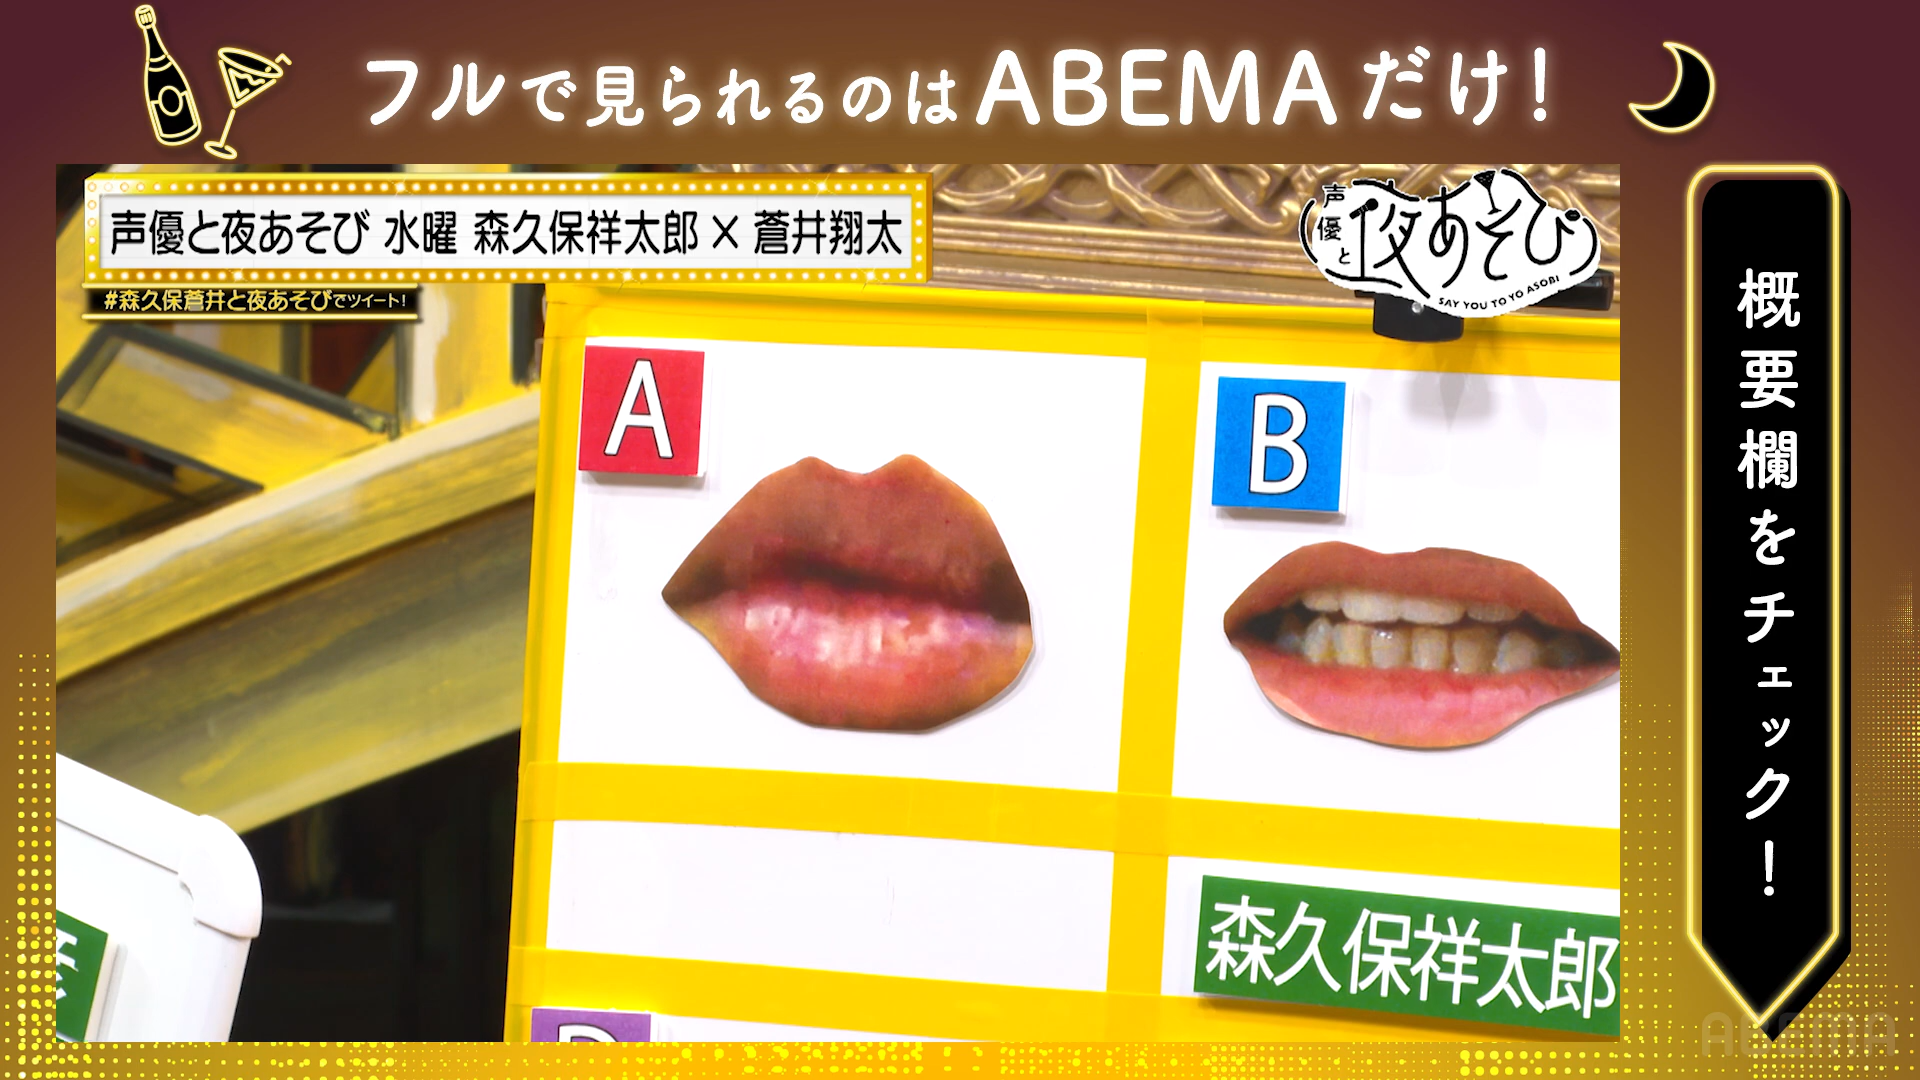 フルで見られるのはABEMAだけ!
声優と夜あそび 水曜 森久保祥太郎×蒼井翔太
#森久保蒼井と夜あそびでツイート!
声優と夜あそび
SAY YOU TO YO ASOBI
概要欄をチェック!
A
B
森久保祥太郎
D
ABEMA